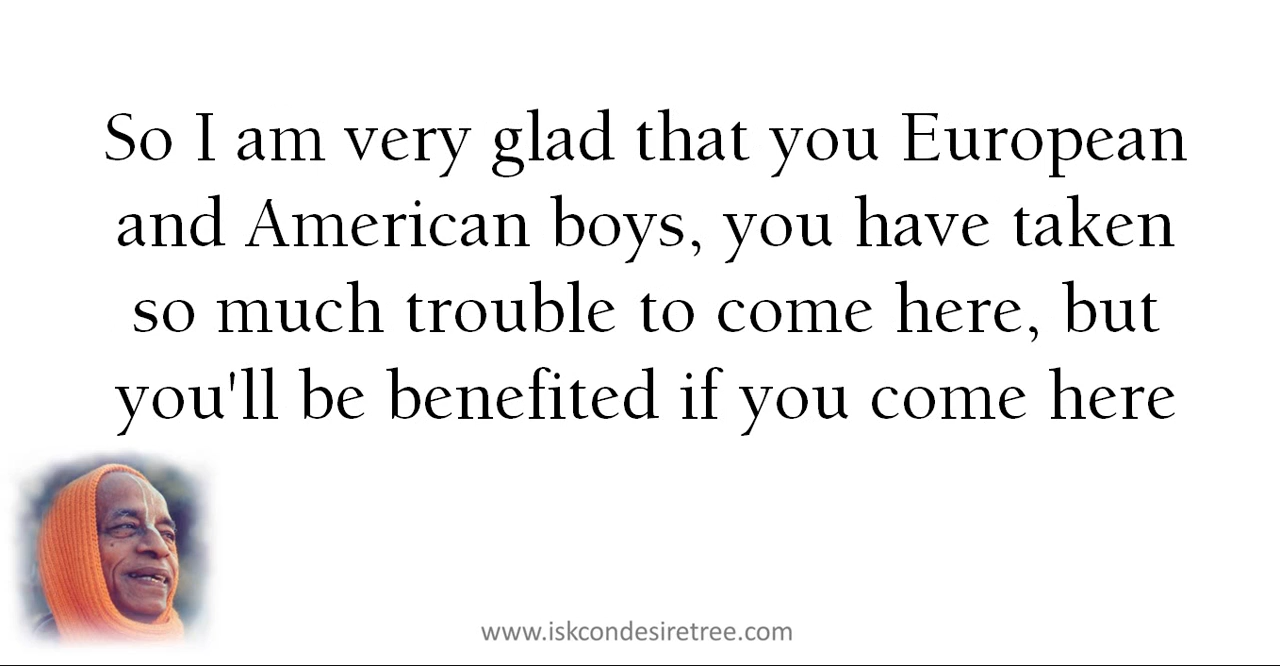 So I am very glad that you European
and American boys, you have taken
so much trouble to come here, but
you'll be benefited if you come here
www.iskcondesiretree.com